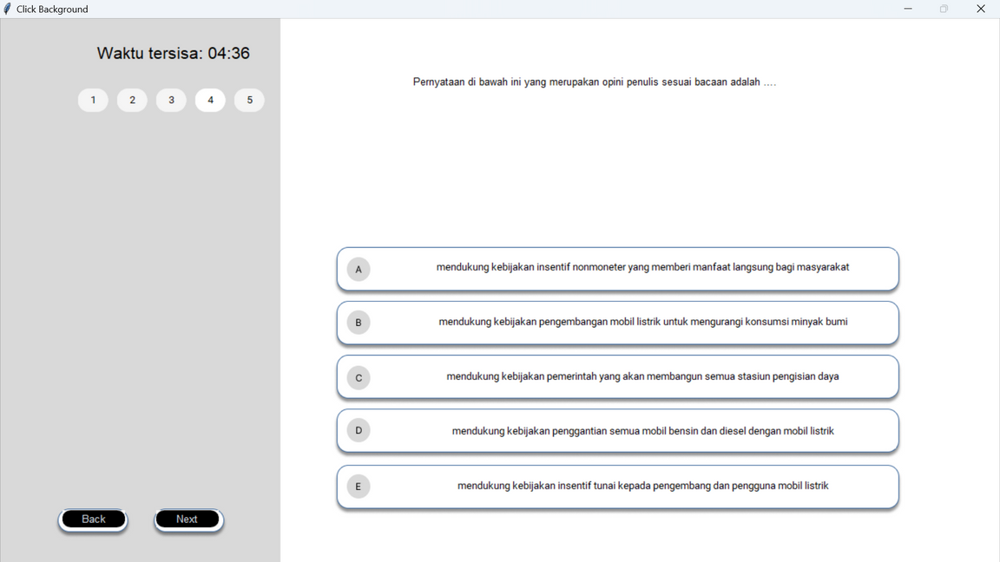 Click Background
Waktu tersisa: 04:36
1 2 3 4 5
Pernyataan di bawah ini yang merupakan opini penulis sesuai bacaan adalah ....
A mendukung kebijakan insentif nonmoneter yang memberi manfaat langsung bagi masyarakat
B mendukung kebijakan pengembangan mobil listrik untuk mengurangi konsumsi minyak bumi
C mendukung kebijakan pemerintah yang akan membangun semua stasiun pengisian daya
D mendukung kebijakan penggantian semua mobil bensin dan diesel dengan mobil listrik
E mendukung kebijakan insentif tunai kepada pengembang dan pengguna mobil listrik
Back Next